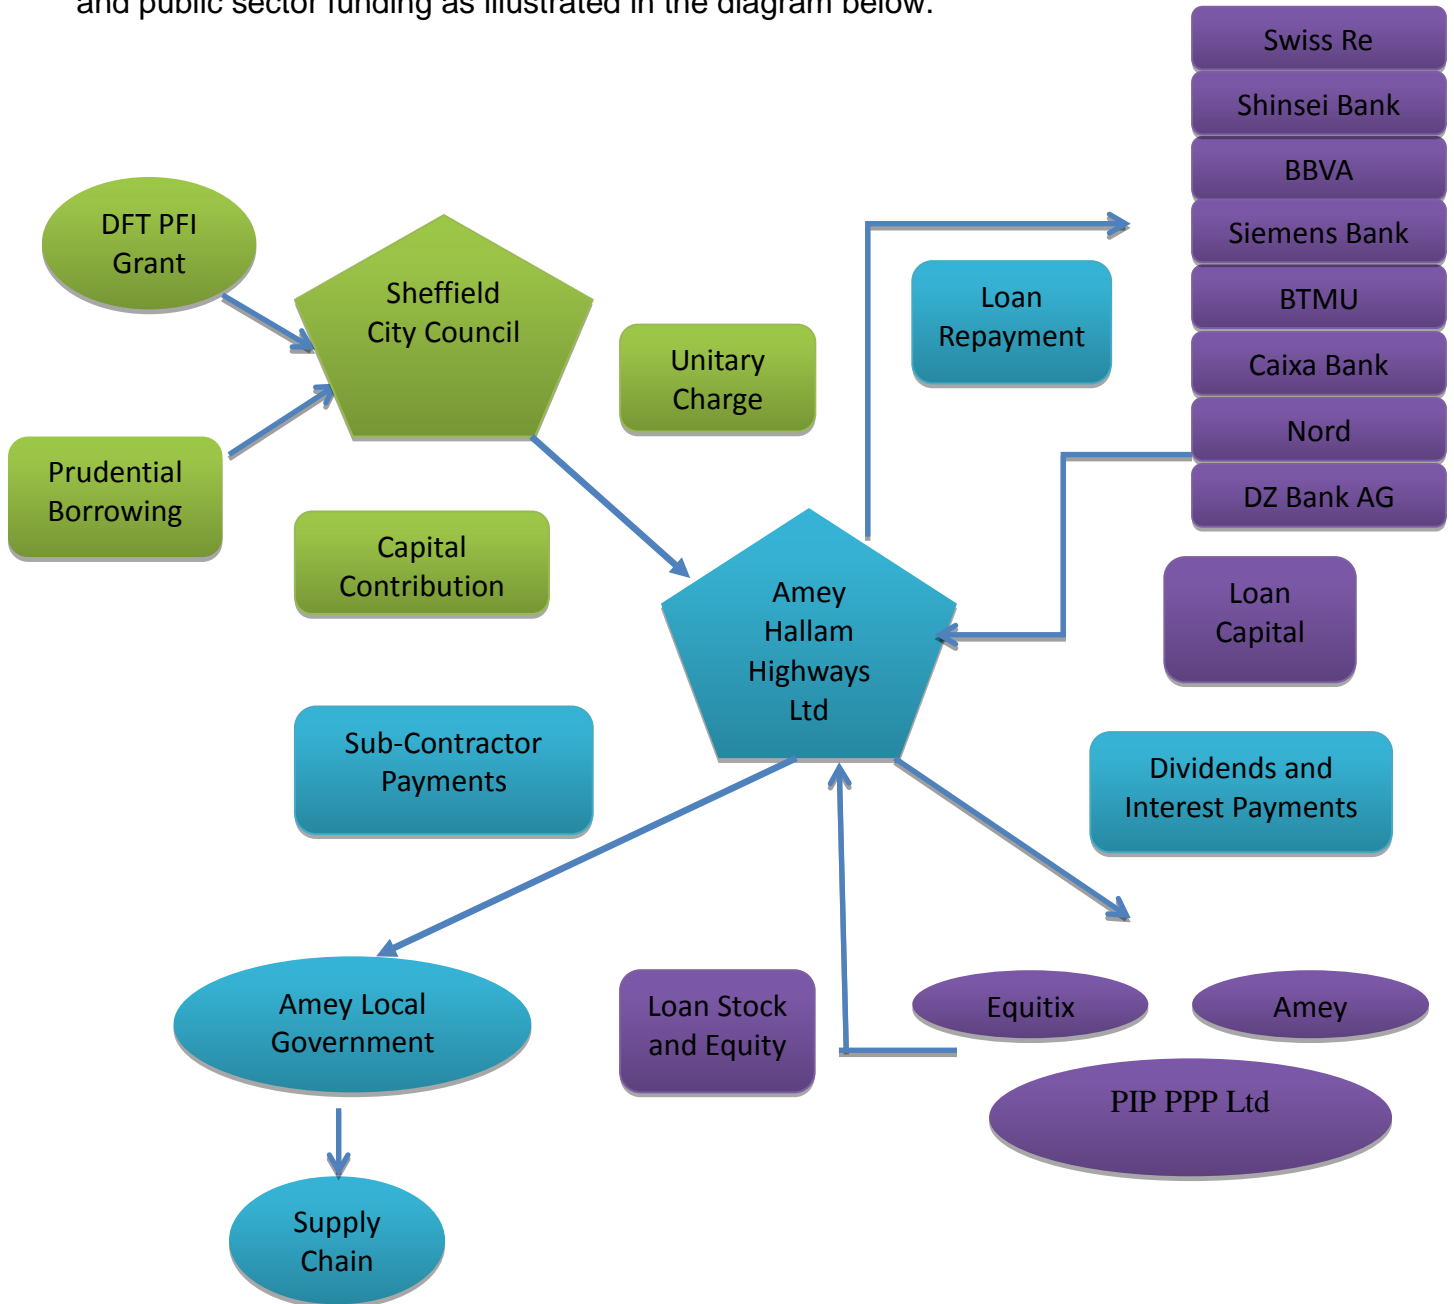 and public sector funding as illustrated in the diagram below.
Swiss Re
Shinsei Bank
BBVA
Siemens Bank
BTMU
Caixa Bank
Nord
DZ Bank AG
DFT PFI
Grant
Sheffield
City Council
Loan
Repayment
Unitary
Charge
Prudential
Borrowing
Capital
Contribution
Amey
Hallam
Highways
Ltd
Loan
Capital
Sub-Contractor
Payments
Dividends and
Interest Payments
Amey Local
Government
Loan Stock
and Equity
Equitix
Amey
PIP PPP Ltd
Supply
Chain